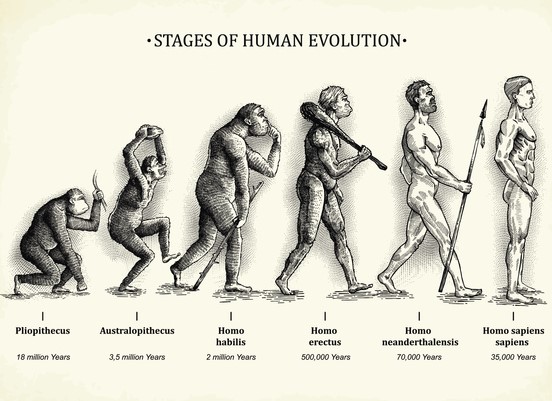 •STAGES OF HUMAN EVOLUTION•
Pliopithecus
18 million Years
Australopithecus
3,5 million Years
Homo
habilis
2 million Years
Homo
erectus
500,000 Years
Homo
neanderthalensis
70,000 Years
Homo sapiens
sapiens
35,000 Years